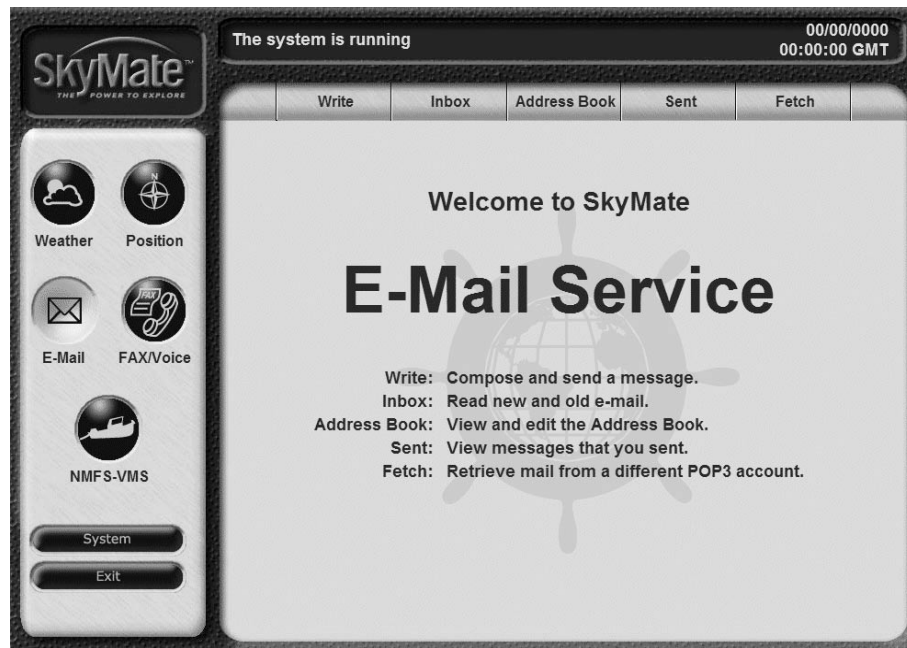 SkyMate™
THE POWER TO EXPLORE
The system is running
00/00/0000
00:00:00 GMT
Write Inbox Address Book Sent Fetch
Weather Position
E-Mail FAX/Voice
FAX
N
NMFS-VMS
System
Exit
Welcome to SkyMate
E-Mail Service
Write: Compose and send a message.
Inbox: Read new and old e-mail.
Address Book: View and edit the Address Book.
Sent: View messages that you sent.
Fetch: Retrieve mail from a different POP3 account.